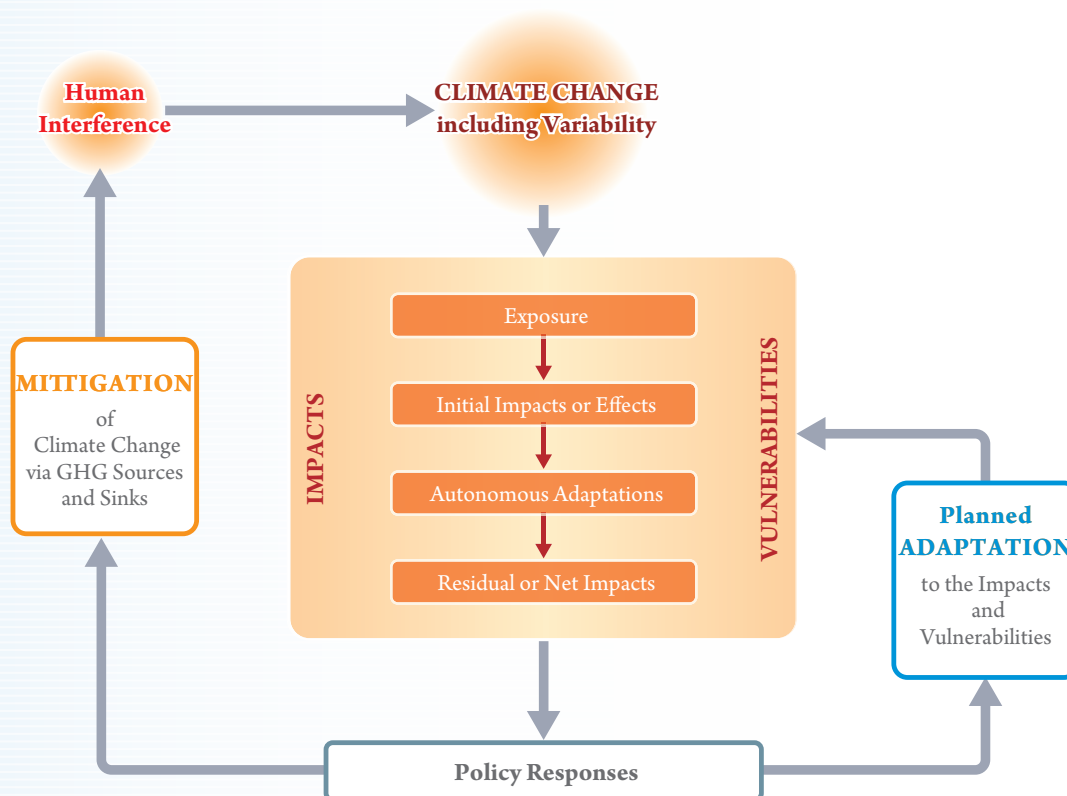 Human
Interference
CLIMATE CHANGE
including Variability
Exposure
Initial Impacts or Effects
Autonomous Adaptations
Residual or Net Impacts
IMPACTS
VULNERABILITIES
MITTIGATION
of
Climate Change
via GHG Sources
and Sinks
Planned
ADAPTATION
to the Impacts
and
Vulnerabilities
Policy Responses